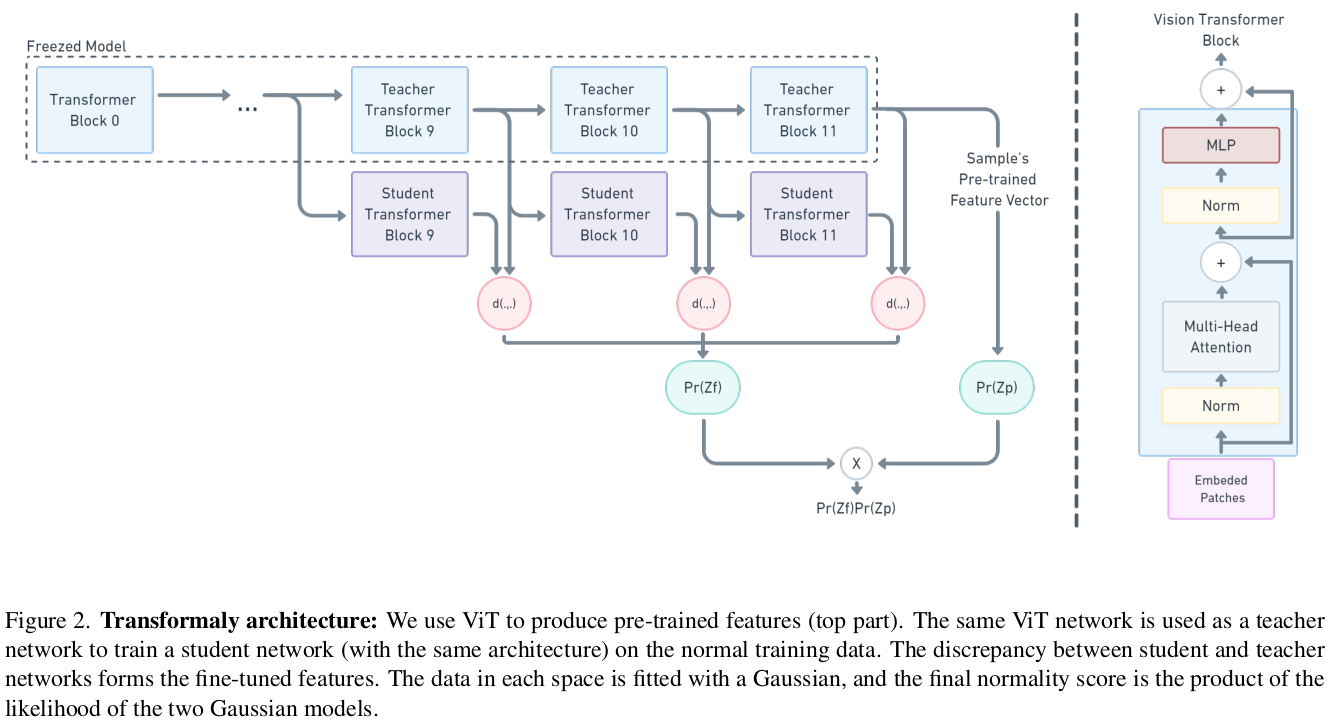 Freezed Model
Transformer
Block 0
...
Teacher
Transformer
Block 9
Teacher
Transformer
Block 10
Teacher
Transformer
Block 11
Student
Transformer
Block 9
Student
Transformer
Block 10
Student
Transformer
Block 11
Sample's
Pre-trained
Feature Vector
d(.,.)
d(.,.)
d(.,.)
Pr(Zf)
Pr(Zp)
X
Pr(Zf)Pr(Zp)
Vision Transformer
Block
+
MLP
Norm
+
Multi-Head
Attention
Norm
Embeded
Patches
Figure 2. Transformaly architecture: We use ViT to produce pre-trained features (top part). The same ViT network is used as a teacher
network to train a student network (with the same architecture) on the normal training data. The discrepancy between student and teacher
networks forms the fine-tuned features. The data in each space is fitted with a Gaussian, and the final normality score is the product of the
likelihood of the two Gaussian models.